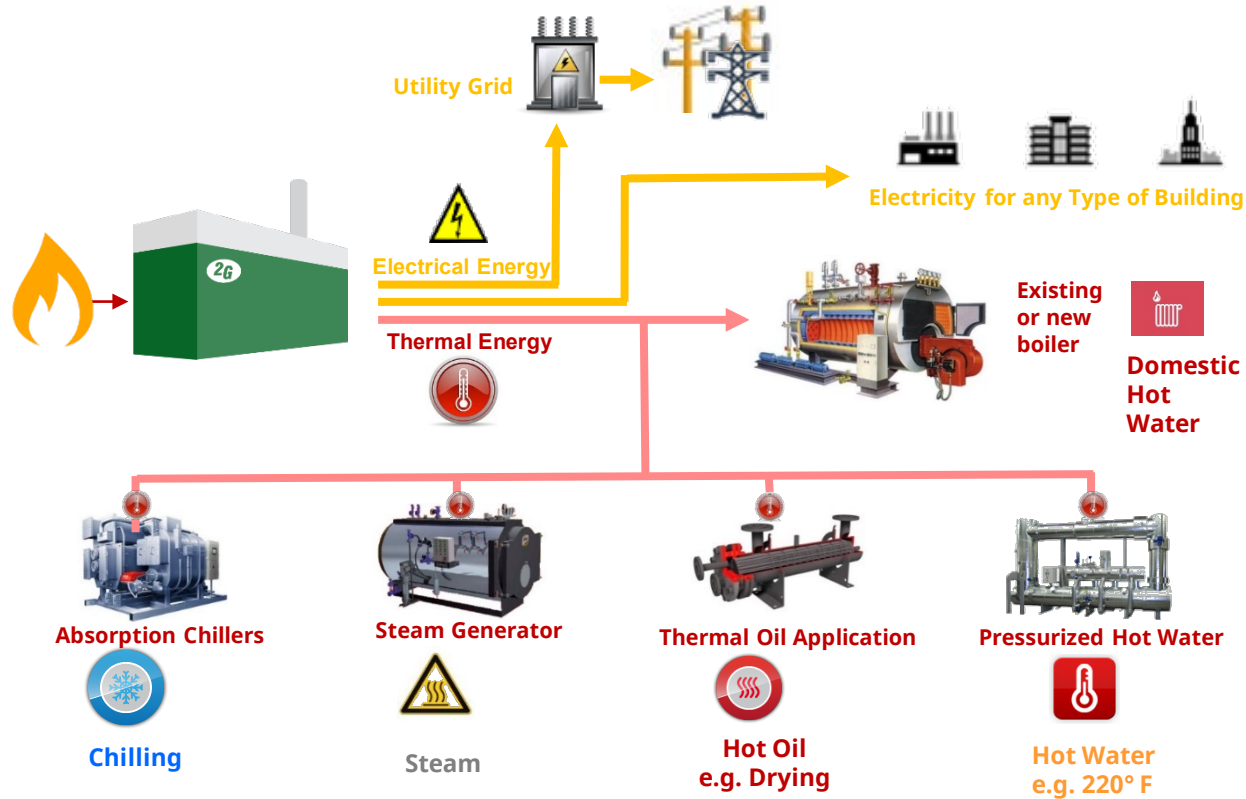 Utility Grid
Electricity for any Type of Building
2G
Electrical Energy
Existing
or new
boiler
Thermal Energy
Domestic
Hot
Water
Absorption Chillers
Steam Generator
Thermal Oil Application
Pressurized Hot Water
Chilling
Steam
Hot Oil
e.g. Drying
Hot Water
e.g. 220° F